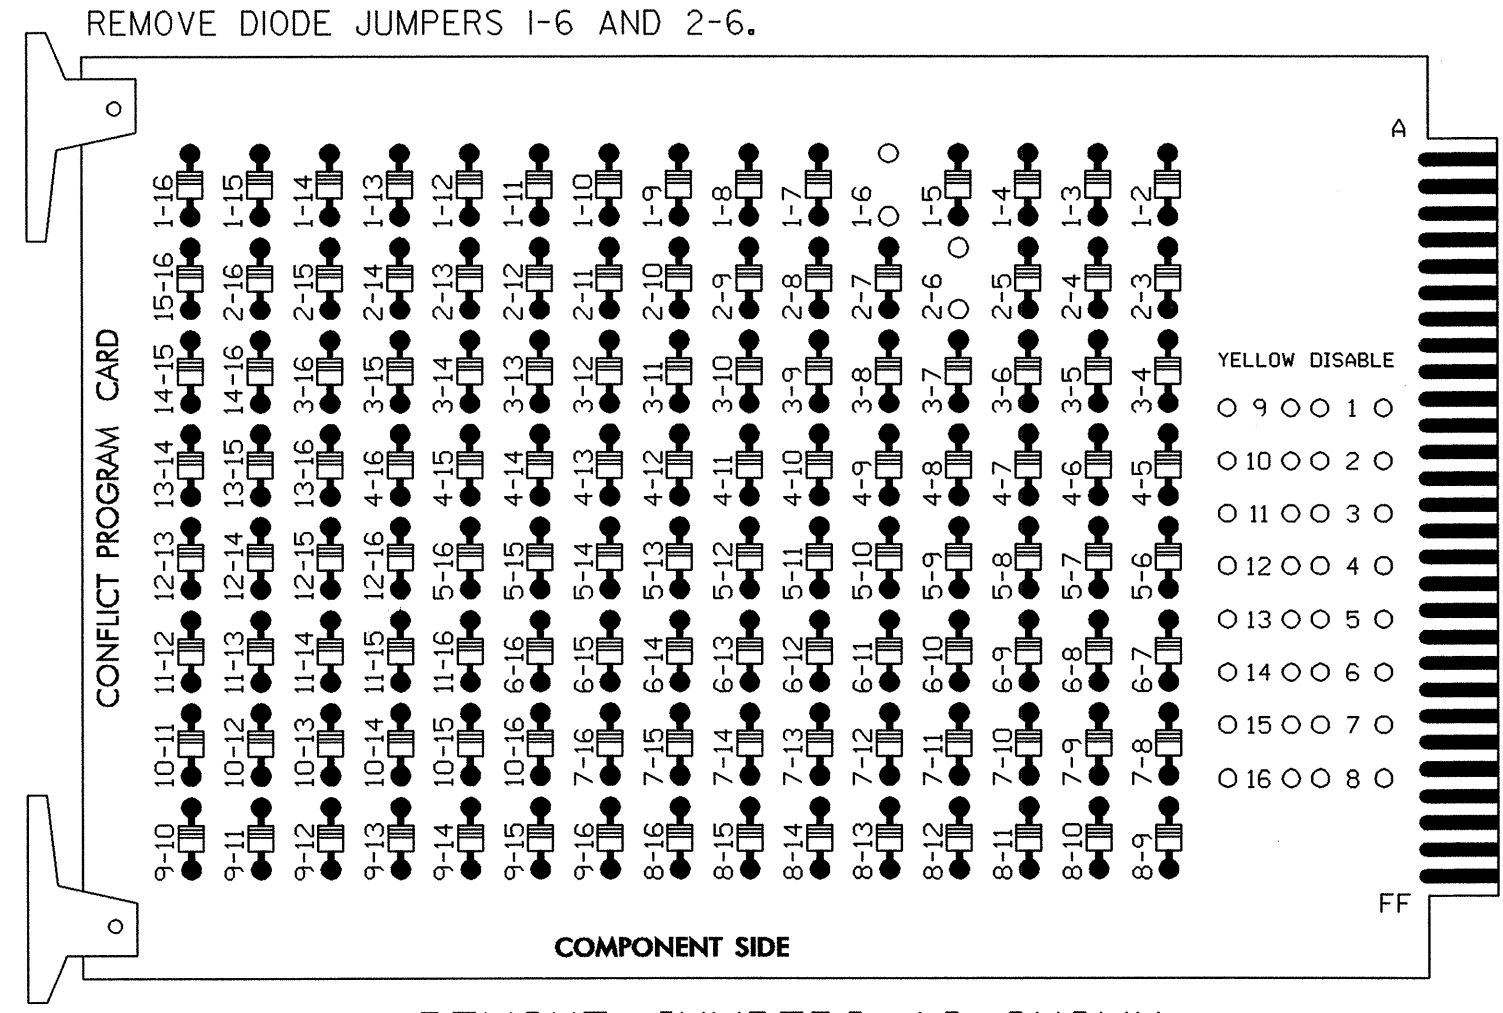 REMOVE DIODE JUMPERS 1-6 AND 2-6.
A
1-16 1-15 1-14 1-13 1-12 1-11 1-10 1-9 1-8 1-7 1-6 1-5 1-4 1-3 1-2
15-16 2-16 2-15 2-14 2-13 2-12 2-11 2-10 2-9 2-8 2-7 2-6 2-5 2-4 2-3
14-15 14-16 3-16 3-15 3-14 3-13 3-12 3-11 3-10 3-9 3-8 3-7 3-6 3-5 3-4
13-14 13-15 13-16 4-16 4-15 4-14 4-13 4-12 4-11 4-10 4-9 4-8 4-7 4-6 4-5
12-13 12-14 12-15 12-16 5-16 5-15 5-14 5-13 5-12 5-11 5-10 5-9 5-8 5-7 5-6
11-12 11-13 11-14 11-15 11-16 6-16 6-15 6-14 6-13 6-12 6-11 6-10 6-9 6-8 6-7
10-11 10-12 10-13 10-14 10-15 10-16 7-16 7-15 7-14 7-13 7-12 7-11 7-10 7-9 7-8
9-10 9-11 9-12 9-13 9-14 9-15 9-16 8-16 8-15 8-14 8-13 8-12 8-11 8-10 8-9
CONFLICT PROGRAM CARD
YELLOW DISABLE
9 1
10 2
11 3
12 4
13 5
14 6
15 7
16 8
FF
COMPONENT SIDE